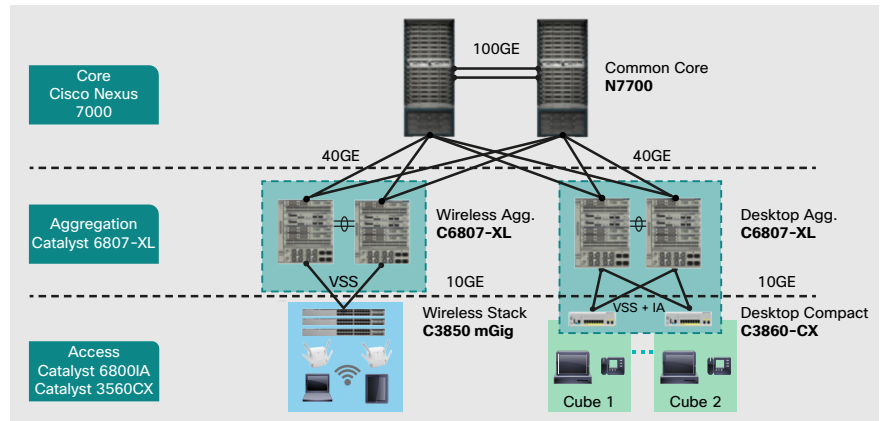 100GE
Common Core
N7700
Core
Cisco Nexus
7000
40GE
40GE
Aggregation
Catalyst 6807-XL
Wireless Agg.
C6807-XL
Desktop Agg.
C6807-XL
VSS
10GE
VSS + IA
10GE
Wireless Stack
C3850 mGig
Desktop Compact
C3860-CX
Access
Catalyst 6800IA
Catalyst 3560CX
Cube 1
Cube 2